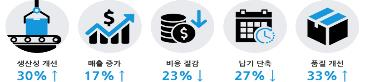 생산성 개선
30% ↑
매출 증가
17% ↑
비용 절감
23% ↓
납기 단축
27% ↓
품질 개선
33% ↑